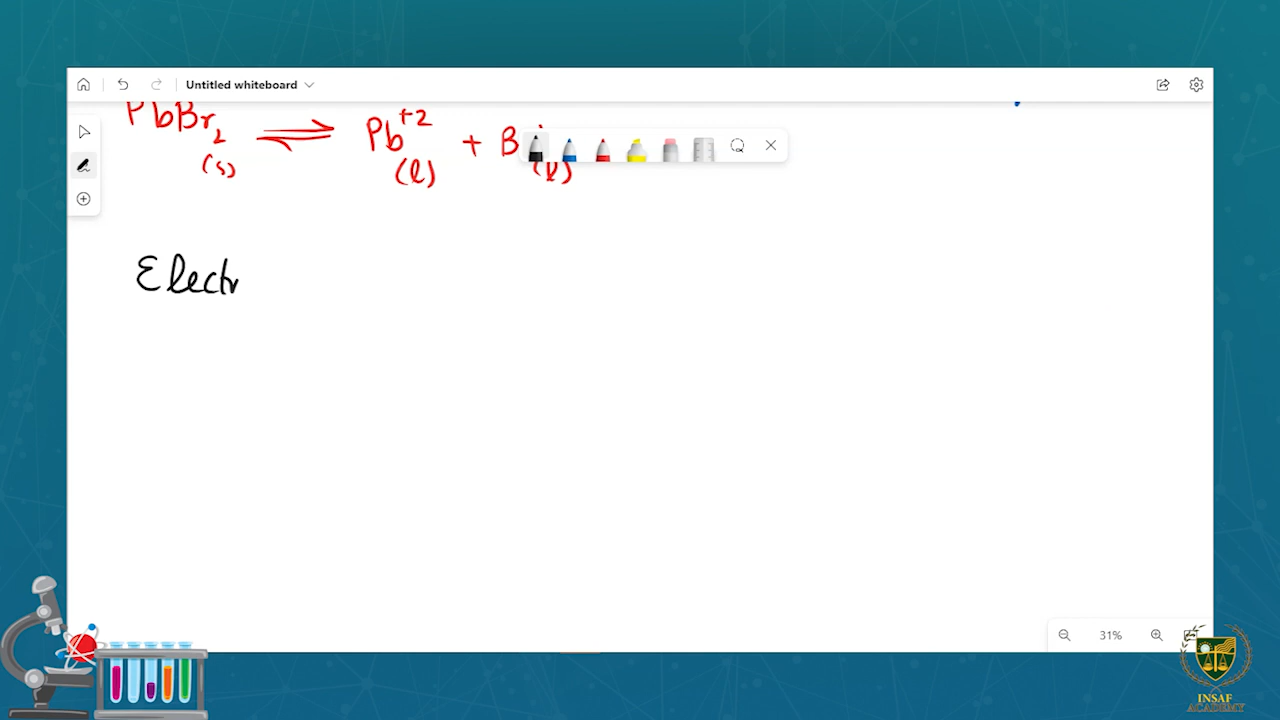 Untitled whiteboard
PbBr2 ⇌ Pb+2 + B
(s) (l) (l)
Electr
31%
INSAF
ACADEMY